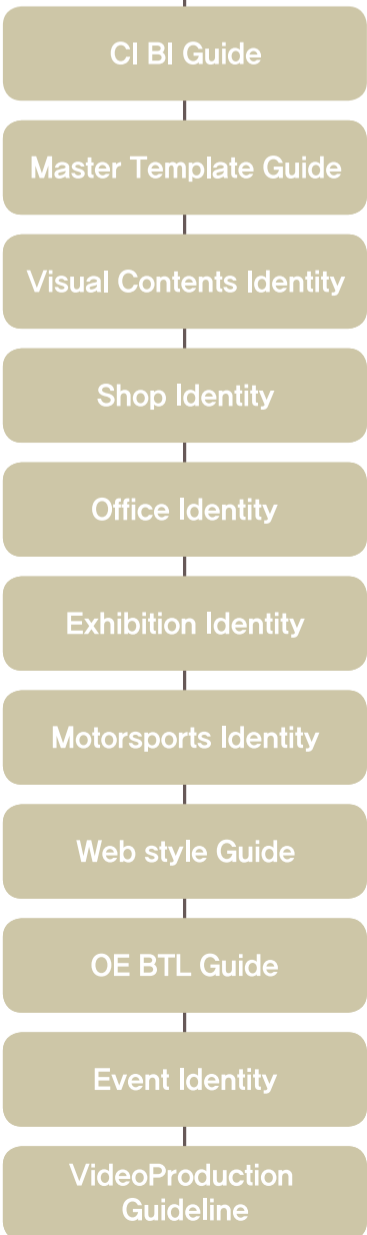 CI BI Guide
Master Template Guide
Visual Contents Identity
Shop Identity
Office Identity
Exhibition Identity
Motorsports Identity
Web style Guide
OE BTL Guide
Event Identity
VideoProduction
Guideline